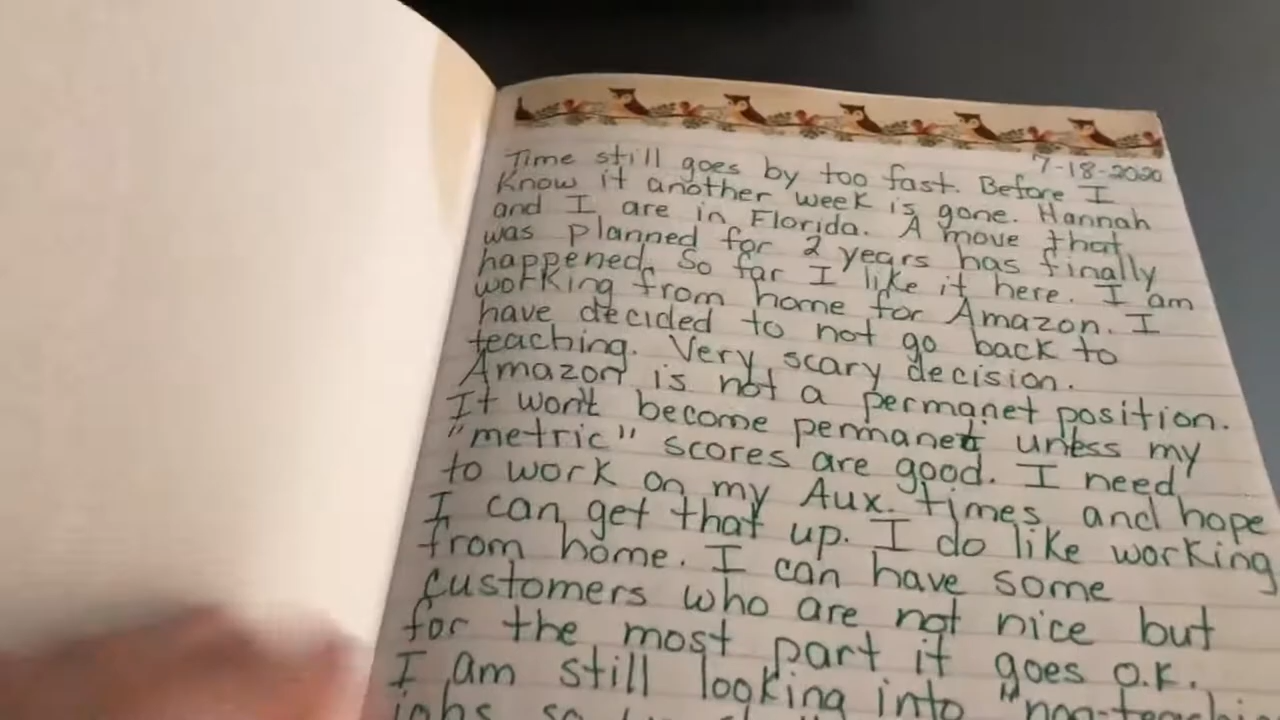 7-18-2020
Time still goes by too fast. Before I
know it another week is gone. Hannah
and I are in Florida. A move that
was planned for 2 years has finally
happened. So far I like it here. I am
working from home for Amazon. I
have decided to not go back to
teaching. Very scary decision.
Amazon is not a permanet position.
It won't become permanet unless my
"metric" scores are good. I need
to work on my Aux. times and hope
I can get that up. I do like working
from home. I can have some
customers who are not nice but
for the most part it goes o.k.
I am still looking into
jobs so